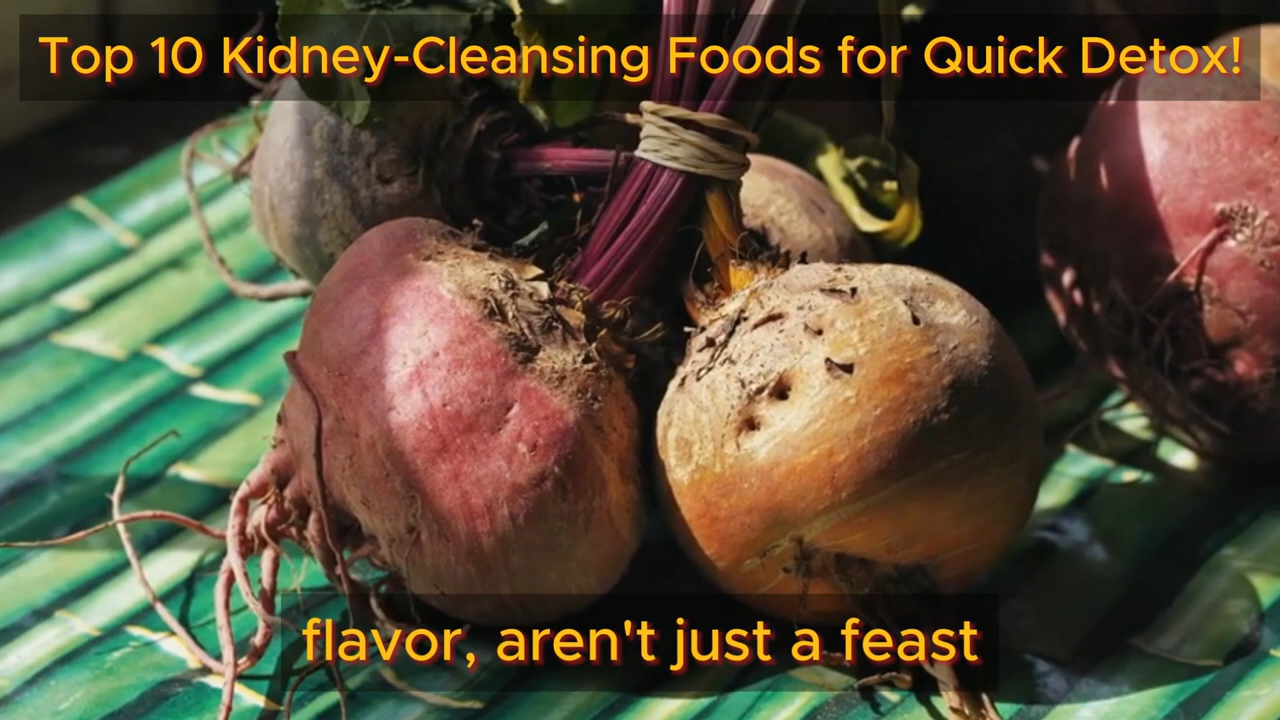 Top 10 Kidney-Cleansing Foods for Quick Detox!
flavor, aren't just a feast